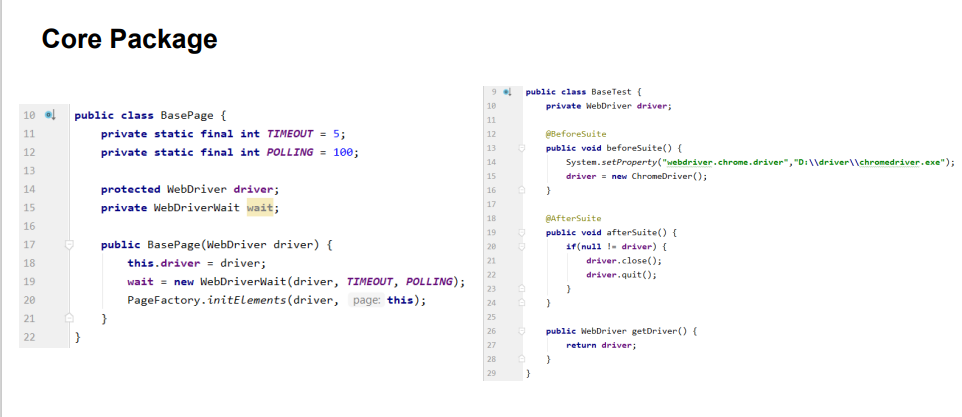 Core Package
10 public class BasePage {
11 private static final int TIMEOUT = 5;
12 private static final int POLLING = 100;
13
14 protected WebDriver driver;
15 private WebDriverWait wait;
16
17 public BasePage(WebDriver driver) {
18 this.driver = driver;
19 wait = new WebDriverWait(driver, TIMEOUT, POLLING);
20 PageFactory.initElements(driver, page: this);
21 }
22 }
9 public class BaseTest {
10 private WebDriver driver;
11
12 @BeforeSuite
13 public void beforeSuite() {
14 System.setProperty("webdriver.chrome.driver","D:\\driver\\chromedriver.exe");
15 driver = new ChromeDriver();
16 }
17
18 @AfterSuite
19 public void afterSuite() {
20 if(null != driver) {
21 driver.close();
22 driver.quit();
23 }
24 }
25
26 public WebDriver getDriver() {
27 return driver;
28 }
29 }